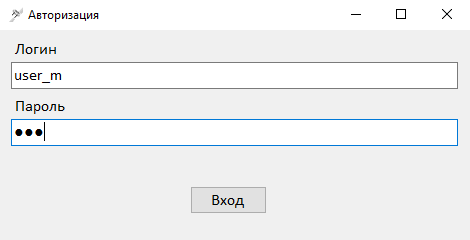 Авторизация
Логин
user_m
Пароль
●●●
Вход